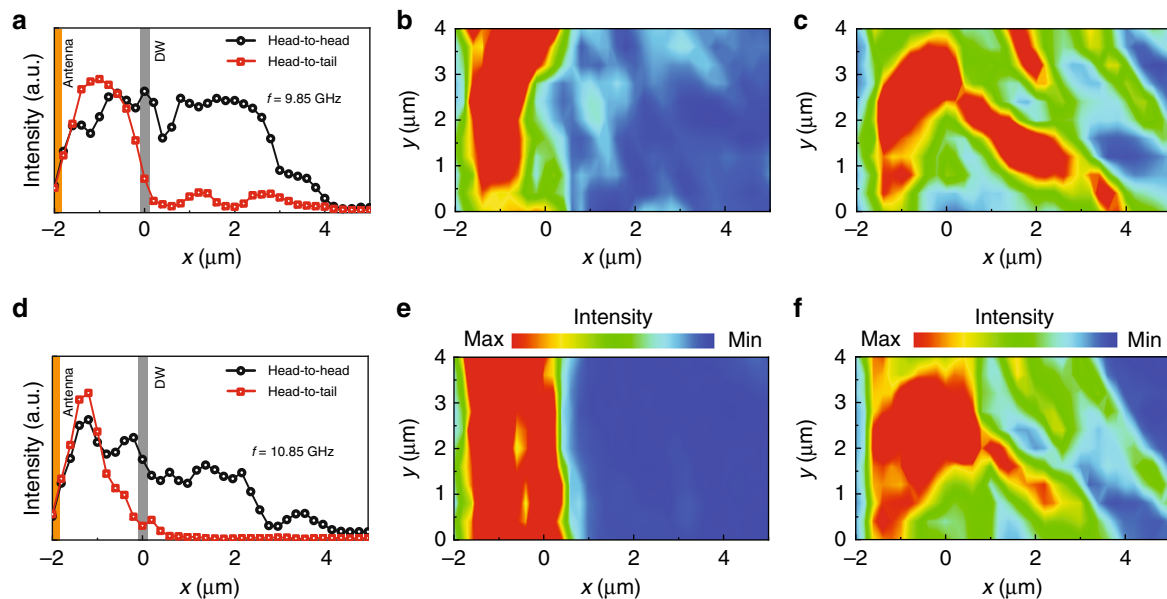 a
Intensity (a.u.)
Antenna
DW
Head-to-head
Head-to-tail
f = 9.85 GHz
–2 0 2 4
x (μm)
b
4
3
2
1
0
y (μm)
–2 0 2 4
x (μm)
c
4
3
2
1
0
y (μm)
–2 0 2 4
x (μm)
d
Intensity (a.u.)
Antenna
DW
Head-to-head
Head-to-tail
f = 10.85 GHz
–2 0 2 4
x (μm)
e
Intensity
Max Min
4
3
2
1
0
y (μm)
–2 0 2 4
x (μm)
f
Intensity
Max Min
4
3
2
1
0
y (μm)
–2 0 2 4
x (μm)